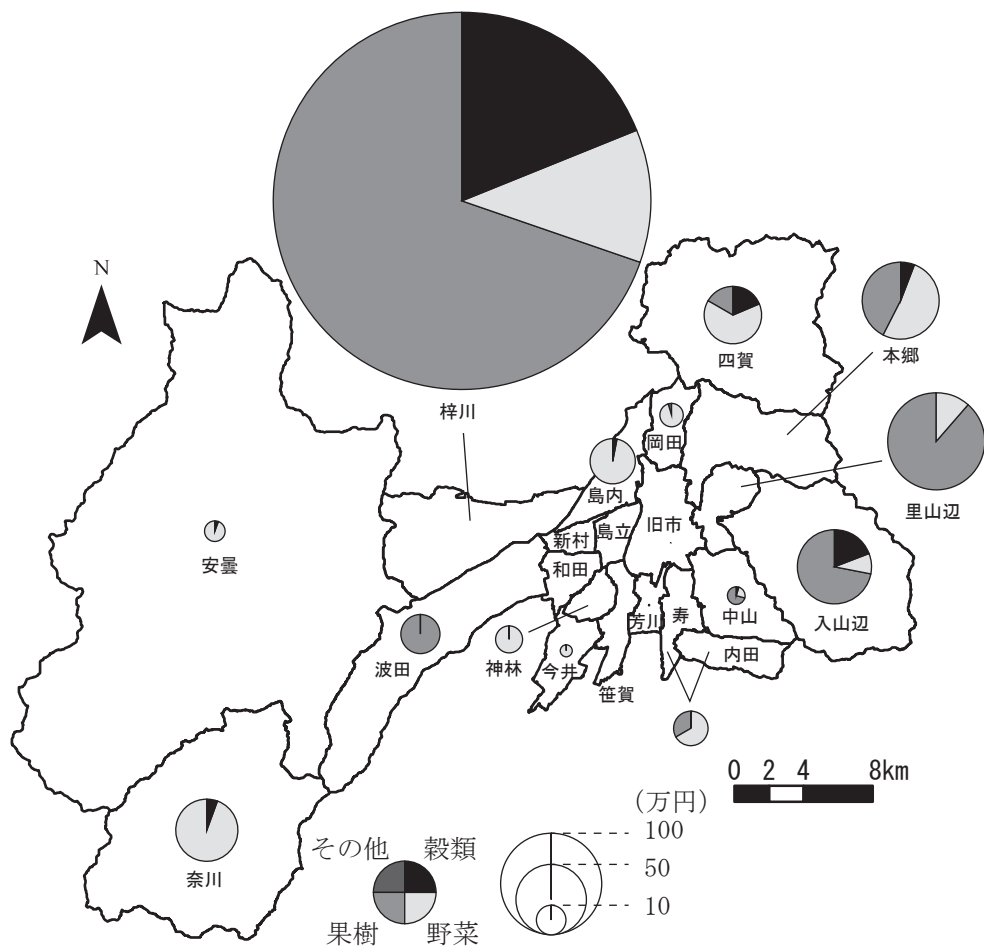 N
四賀
本郷
梓川
岡田
里山辺
島内
旧市
新村
島立
安曇
和田
入山辺
中山
芳川
寿
波田
神林
今井
内田
笹賀
0 2 4 8km
(万円)
100
50
10
その他 穀類
果樹 野菜
奈川